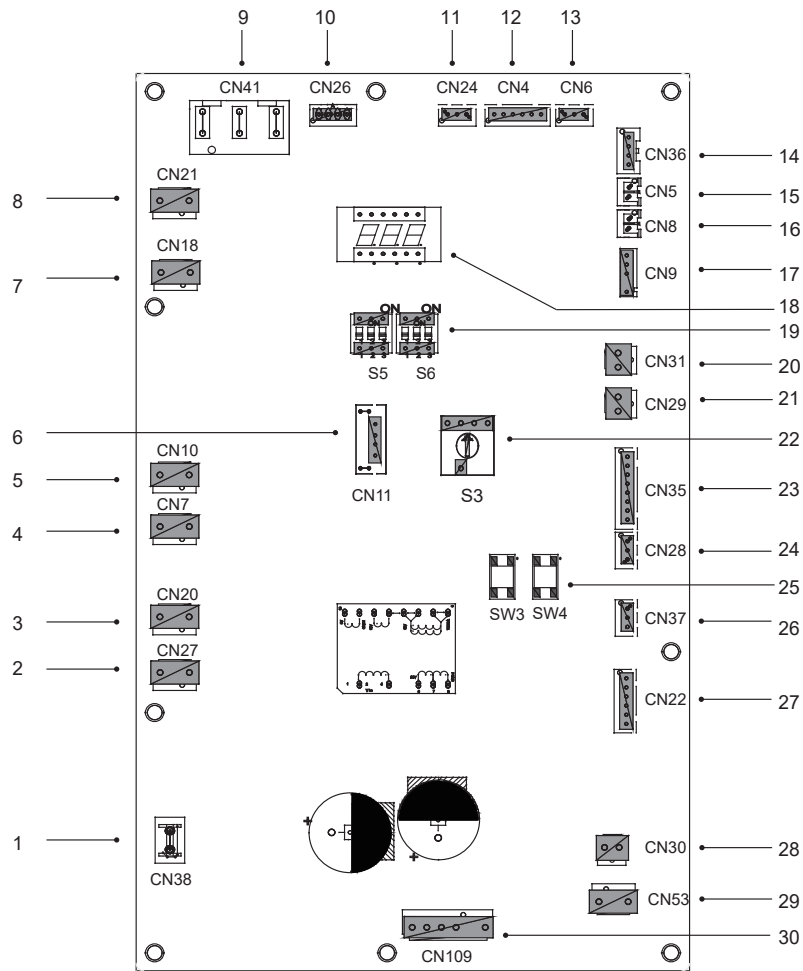 9 10 11 12 13
CN41 CN26 CN24 CN4 CN6
CN36 14
CN21 CN5 15
8 CN8 16
CN18 CN9 17
7 18
ON ON 19
S5 S6 CN31 20
CN29 21
6 22
CN10 CN11 S3 CN35 23
5
CN7
4 CN28 24
SW3 SW4 25
CN20 CN37 26
3
CN27
2 CN22 27
1 CN30 28
CN38 CN53 29
CN109 30